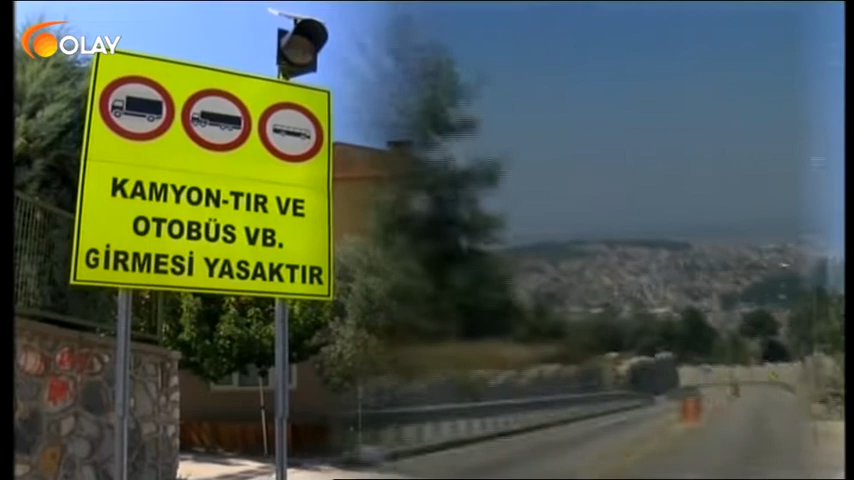 OLAY
KAMYON-TIR VE
OTOBÜS VB.
GİRMESİ YASAKTIR